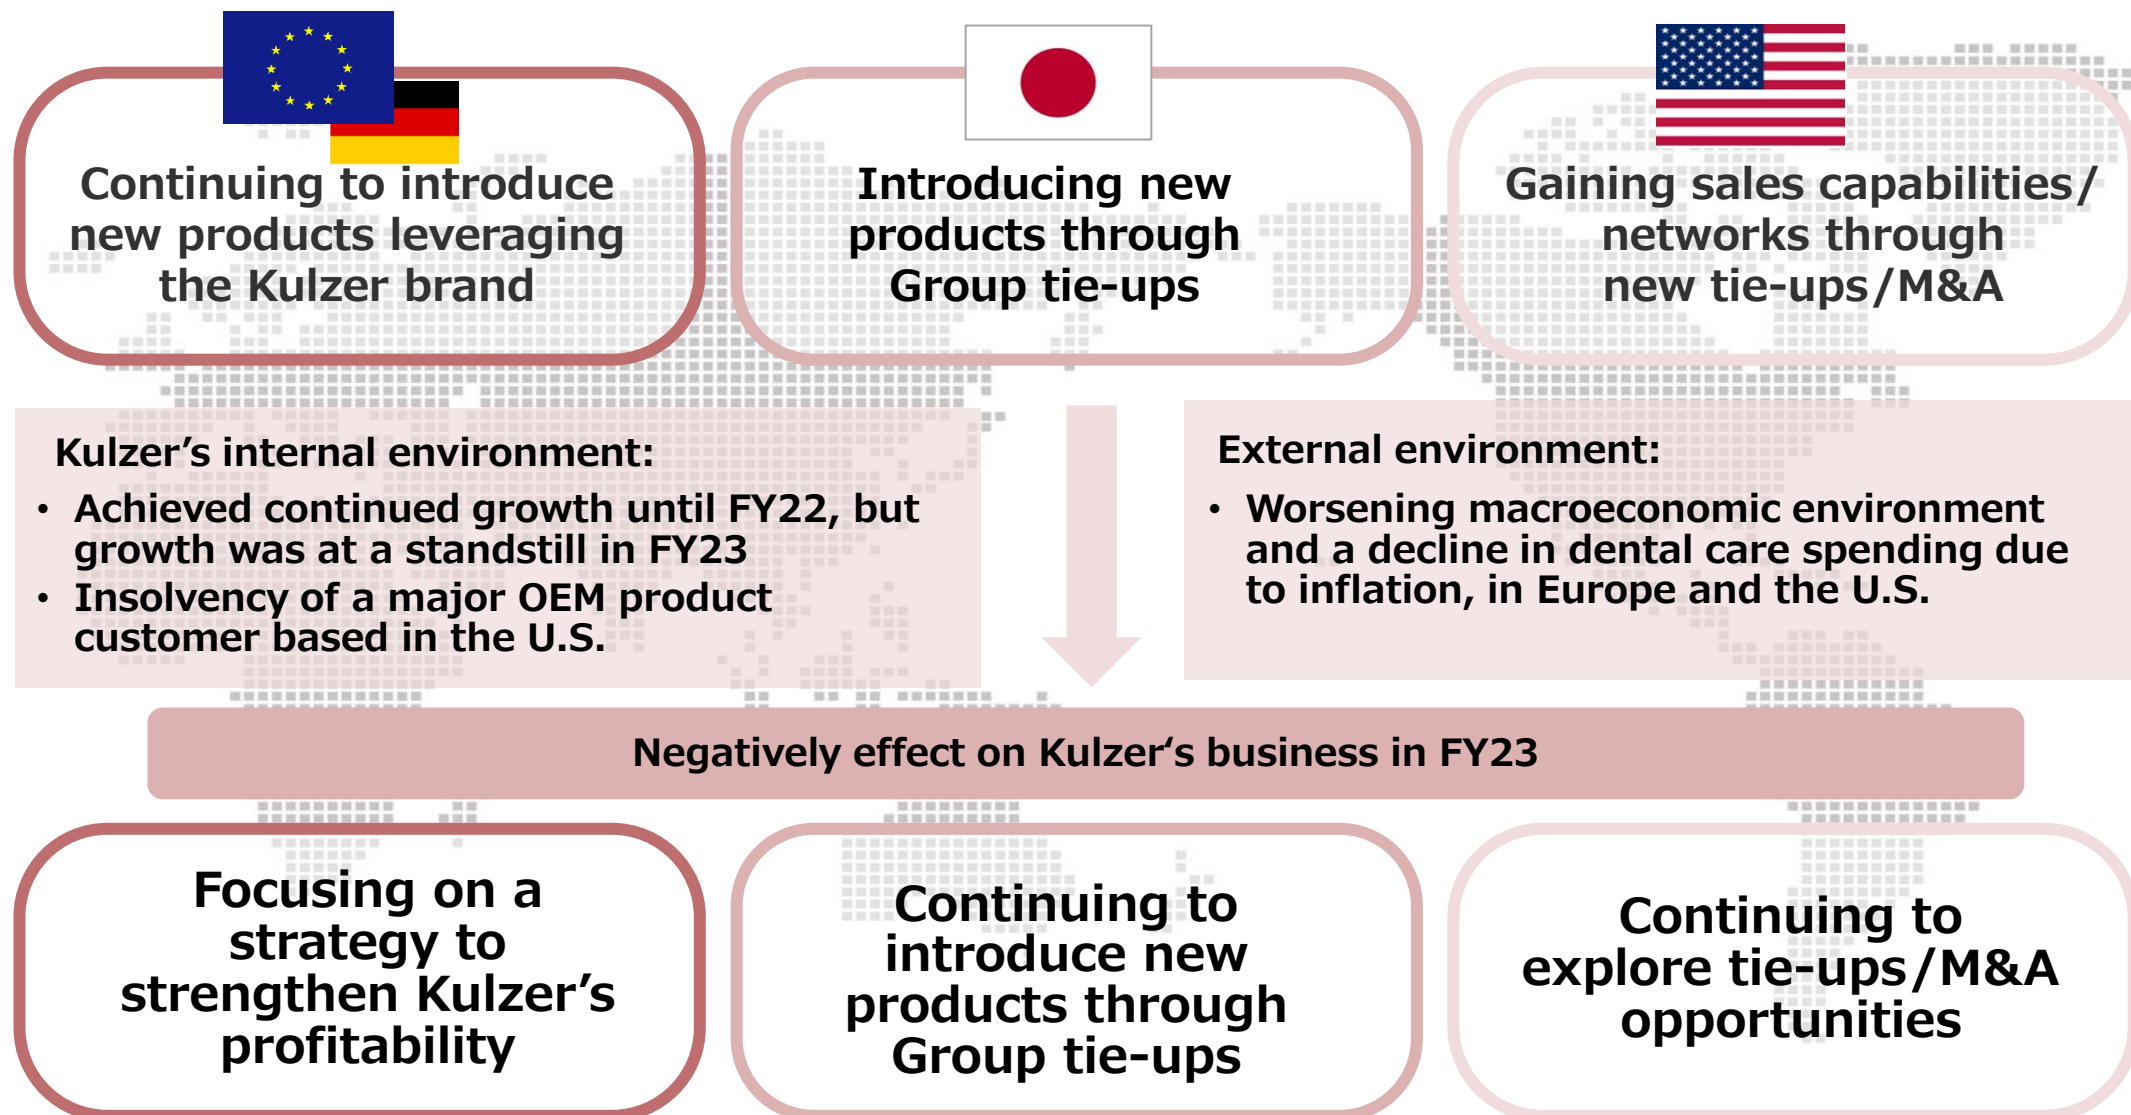 Continuing to introduce
new products leveraging
the Kulzer brand
Introducing new
products through
Group tie-ups
Gaining sales capabilities/
networks through
new tie-ups/M&A
Kulzer’s internal environment:
• Achieved continued growth until FY22, but
growth was at a standstill in FY23
• Insolvency of a major OEM product
customer based in the U.S.
External environment:
• Worsening macroeconomic environment
and a decline in dental care spending due
to inflation, in Europe and the U.S.
Negatively effect on Kulzer‘s business in FY23
Focusing on a
strategy to
strengthen Kulzer’s
profitability
Continuing to
introduce new
products through
Group tie-ups
Continuing to
explore tie-ups/M&A
opportunities